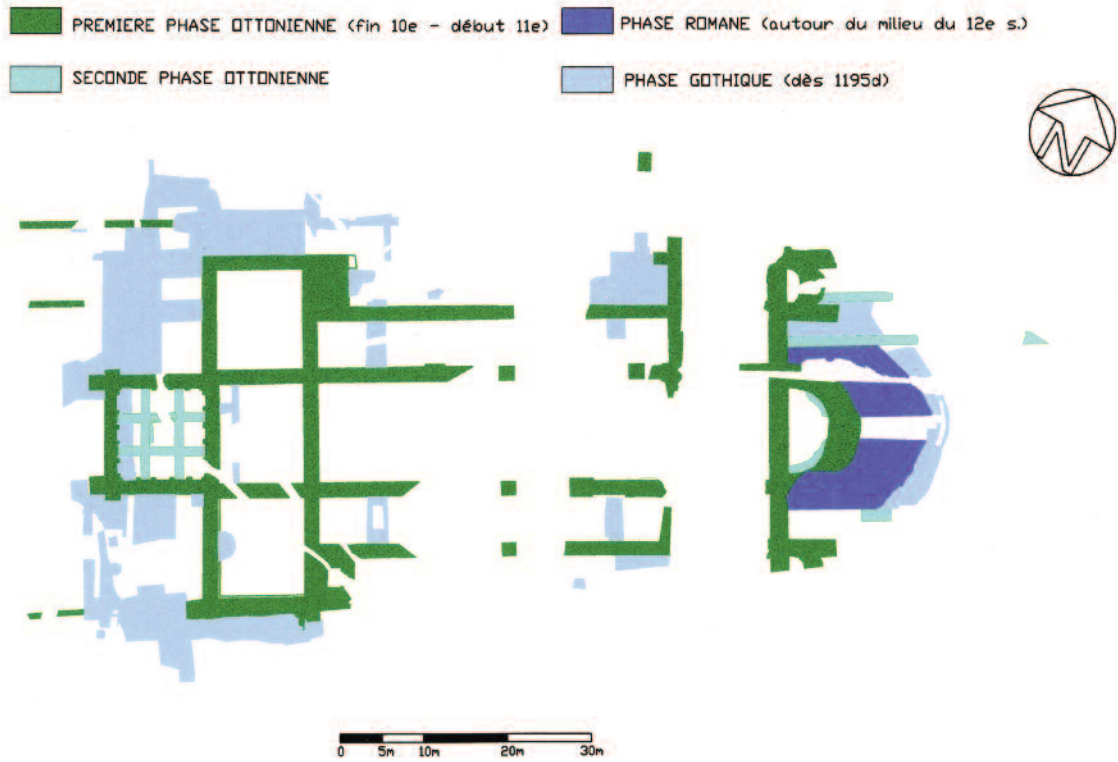 PREMIERE PHASE OTTONIENNE (fin 10e - début 11e)
PHASE ROMANE (autour du milieu du 12e s.)
SECONDE PHASE OTTONIENNE
PHASE GOTHIQUE (dès 1195d)
N
0 5m 10m 20m 30m